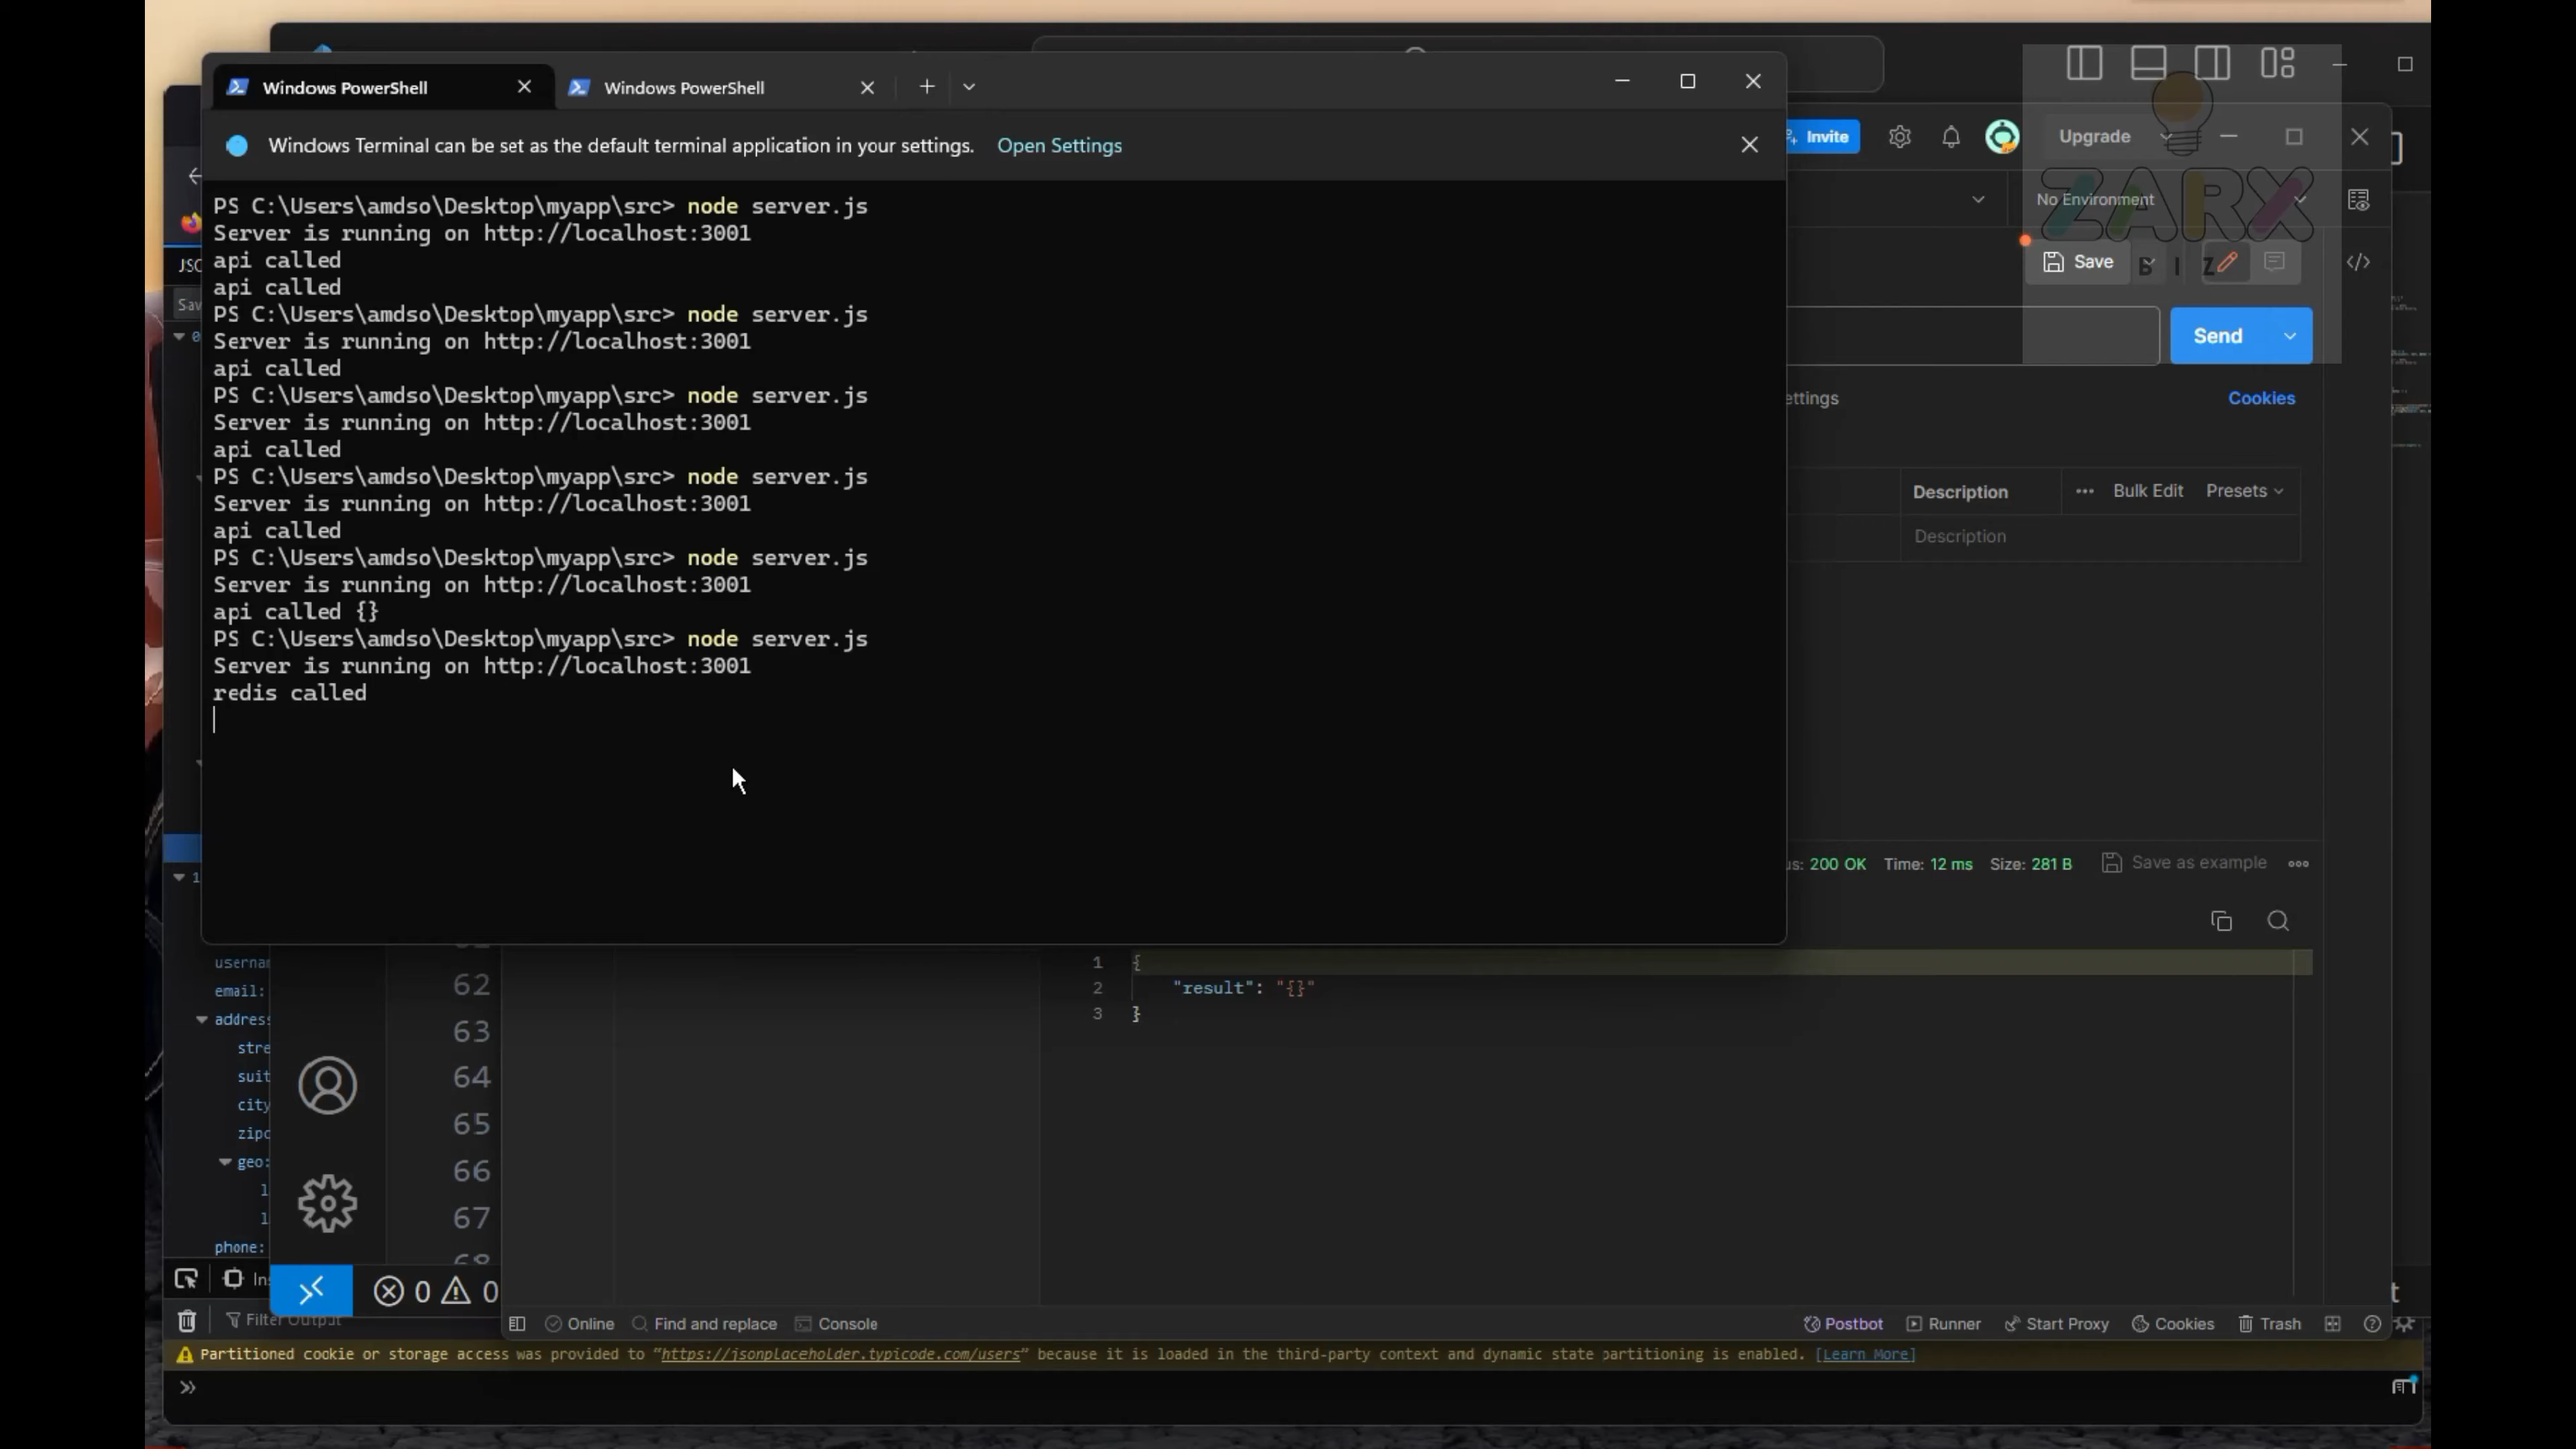 Windows PowerShell
Windows PowerShell
Windows Terminal can be set as the default terminal application in your settings. Open Settings
PS C:\Users\amdso\Desktop\myapp\src> node server.js
Server is running on http://localhost:3001
api called
api called
PS C:\Users\amdso\Desktop\myapp\src> node server.js
Server is running on http://localhost:3001
api called
PS C:\Users\amdso\Desktop\myapp\src> node server.js
Server is running on http://localhost:3001
api called
PS C:\Users\amdso\Desktop\myapp\src> node server.js
Server is running on http://localhost:3001
api called
PS C:\Users\amdso\Desktop\myapp\src> node server.js
Server is running on http://localhost:3001
api called {}
PS C:\Users\amdso\Desktop\myapp\src> node server.js
Server is running on http://localhost:3001
redis called
Invite
Upgrade
ZARX
No Environment
Save
BIZ
Send
Cookies
Description
Bulk Edit
Presets
Description
200 OK Time: 12 ms Size: 281 B
Save as example
1 {
2 "result": "{}"
3 }
1
email:
address
phone:
geo:
62
63
64
65
66
67
0 0
Online
Find and replace
Console
Postbot
Runner
Start Proxy
Cookies
Trash
Filter Output
Partitioned cookie or storage access was provided to “https://jsonplaceholder.typicode.com/users” because it is loaded in the third-party context and dynamic state partitioning is enabled. [Learn More]